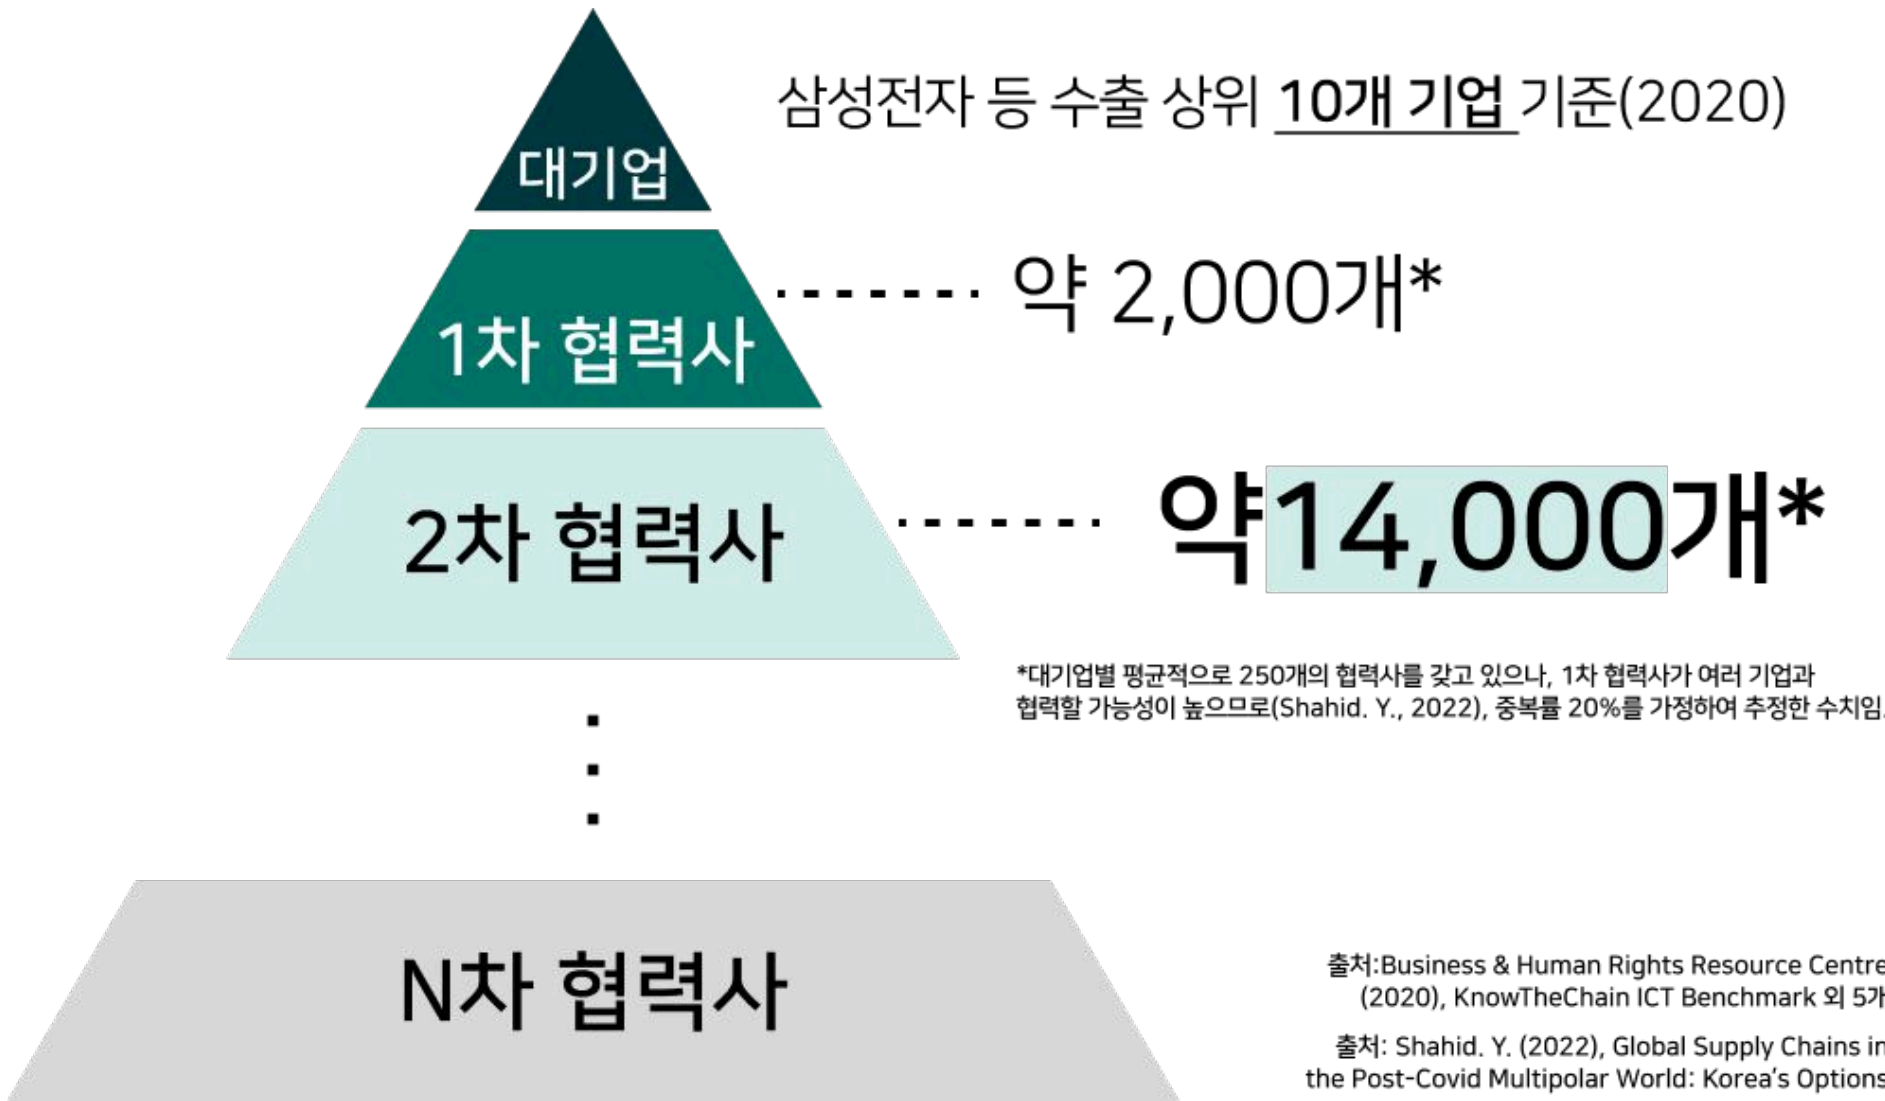 삼성전자 등 수출 상위 10개 기업 기준(2020)
대기업
약 2,000개*
1차 협력사
약14,000개*
2차 협력사
*대기업별 평균적으로 250개의 협력사를 갖고 있으나, 1차 협력사가 여러 기업과
협력할 가능성이 높으므로(Shahid. Y., 2022), 중복률 20%를 가정하여 추정한 수치임.
N차 협력사
출처:Business & Human Rights Resource Centre
(2020), KnowTheChain ICT Benchmark 외 5개
출처: Shahid. Y. (2022), Global Supply Chains in
the Post-Covid Multipolar World: Korea's Options